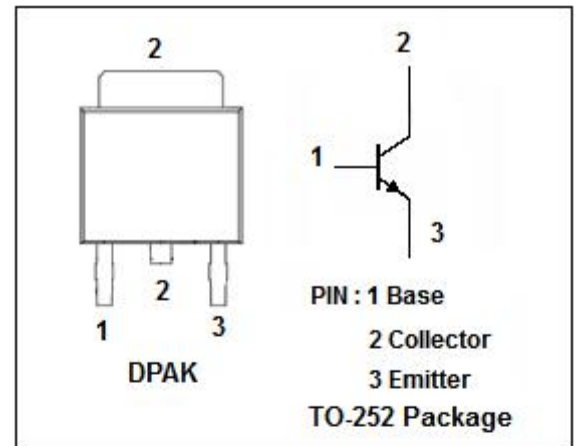 2
2
1
3
2
1
3
DPAK
PIN : 1 Base
2 Collector
3 Emitter
TO-252 Package